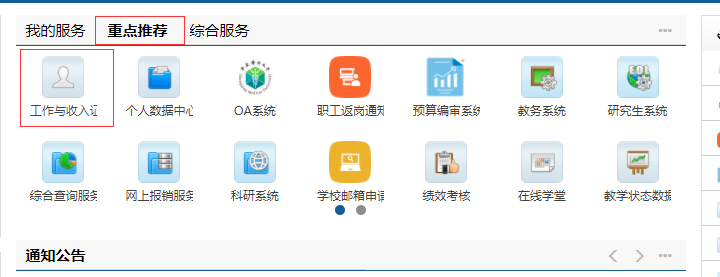 我的服务 重点推荐 综合服务
工作与收入证 个人数据中心 OA系统 职工返岗通知 预算编审系统 教务系统 研究生系统
综合查询服务 网上报销服务 科研系统 学校邮箱申请 绩效考核 在线学堂 教学状态数据
通知公告